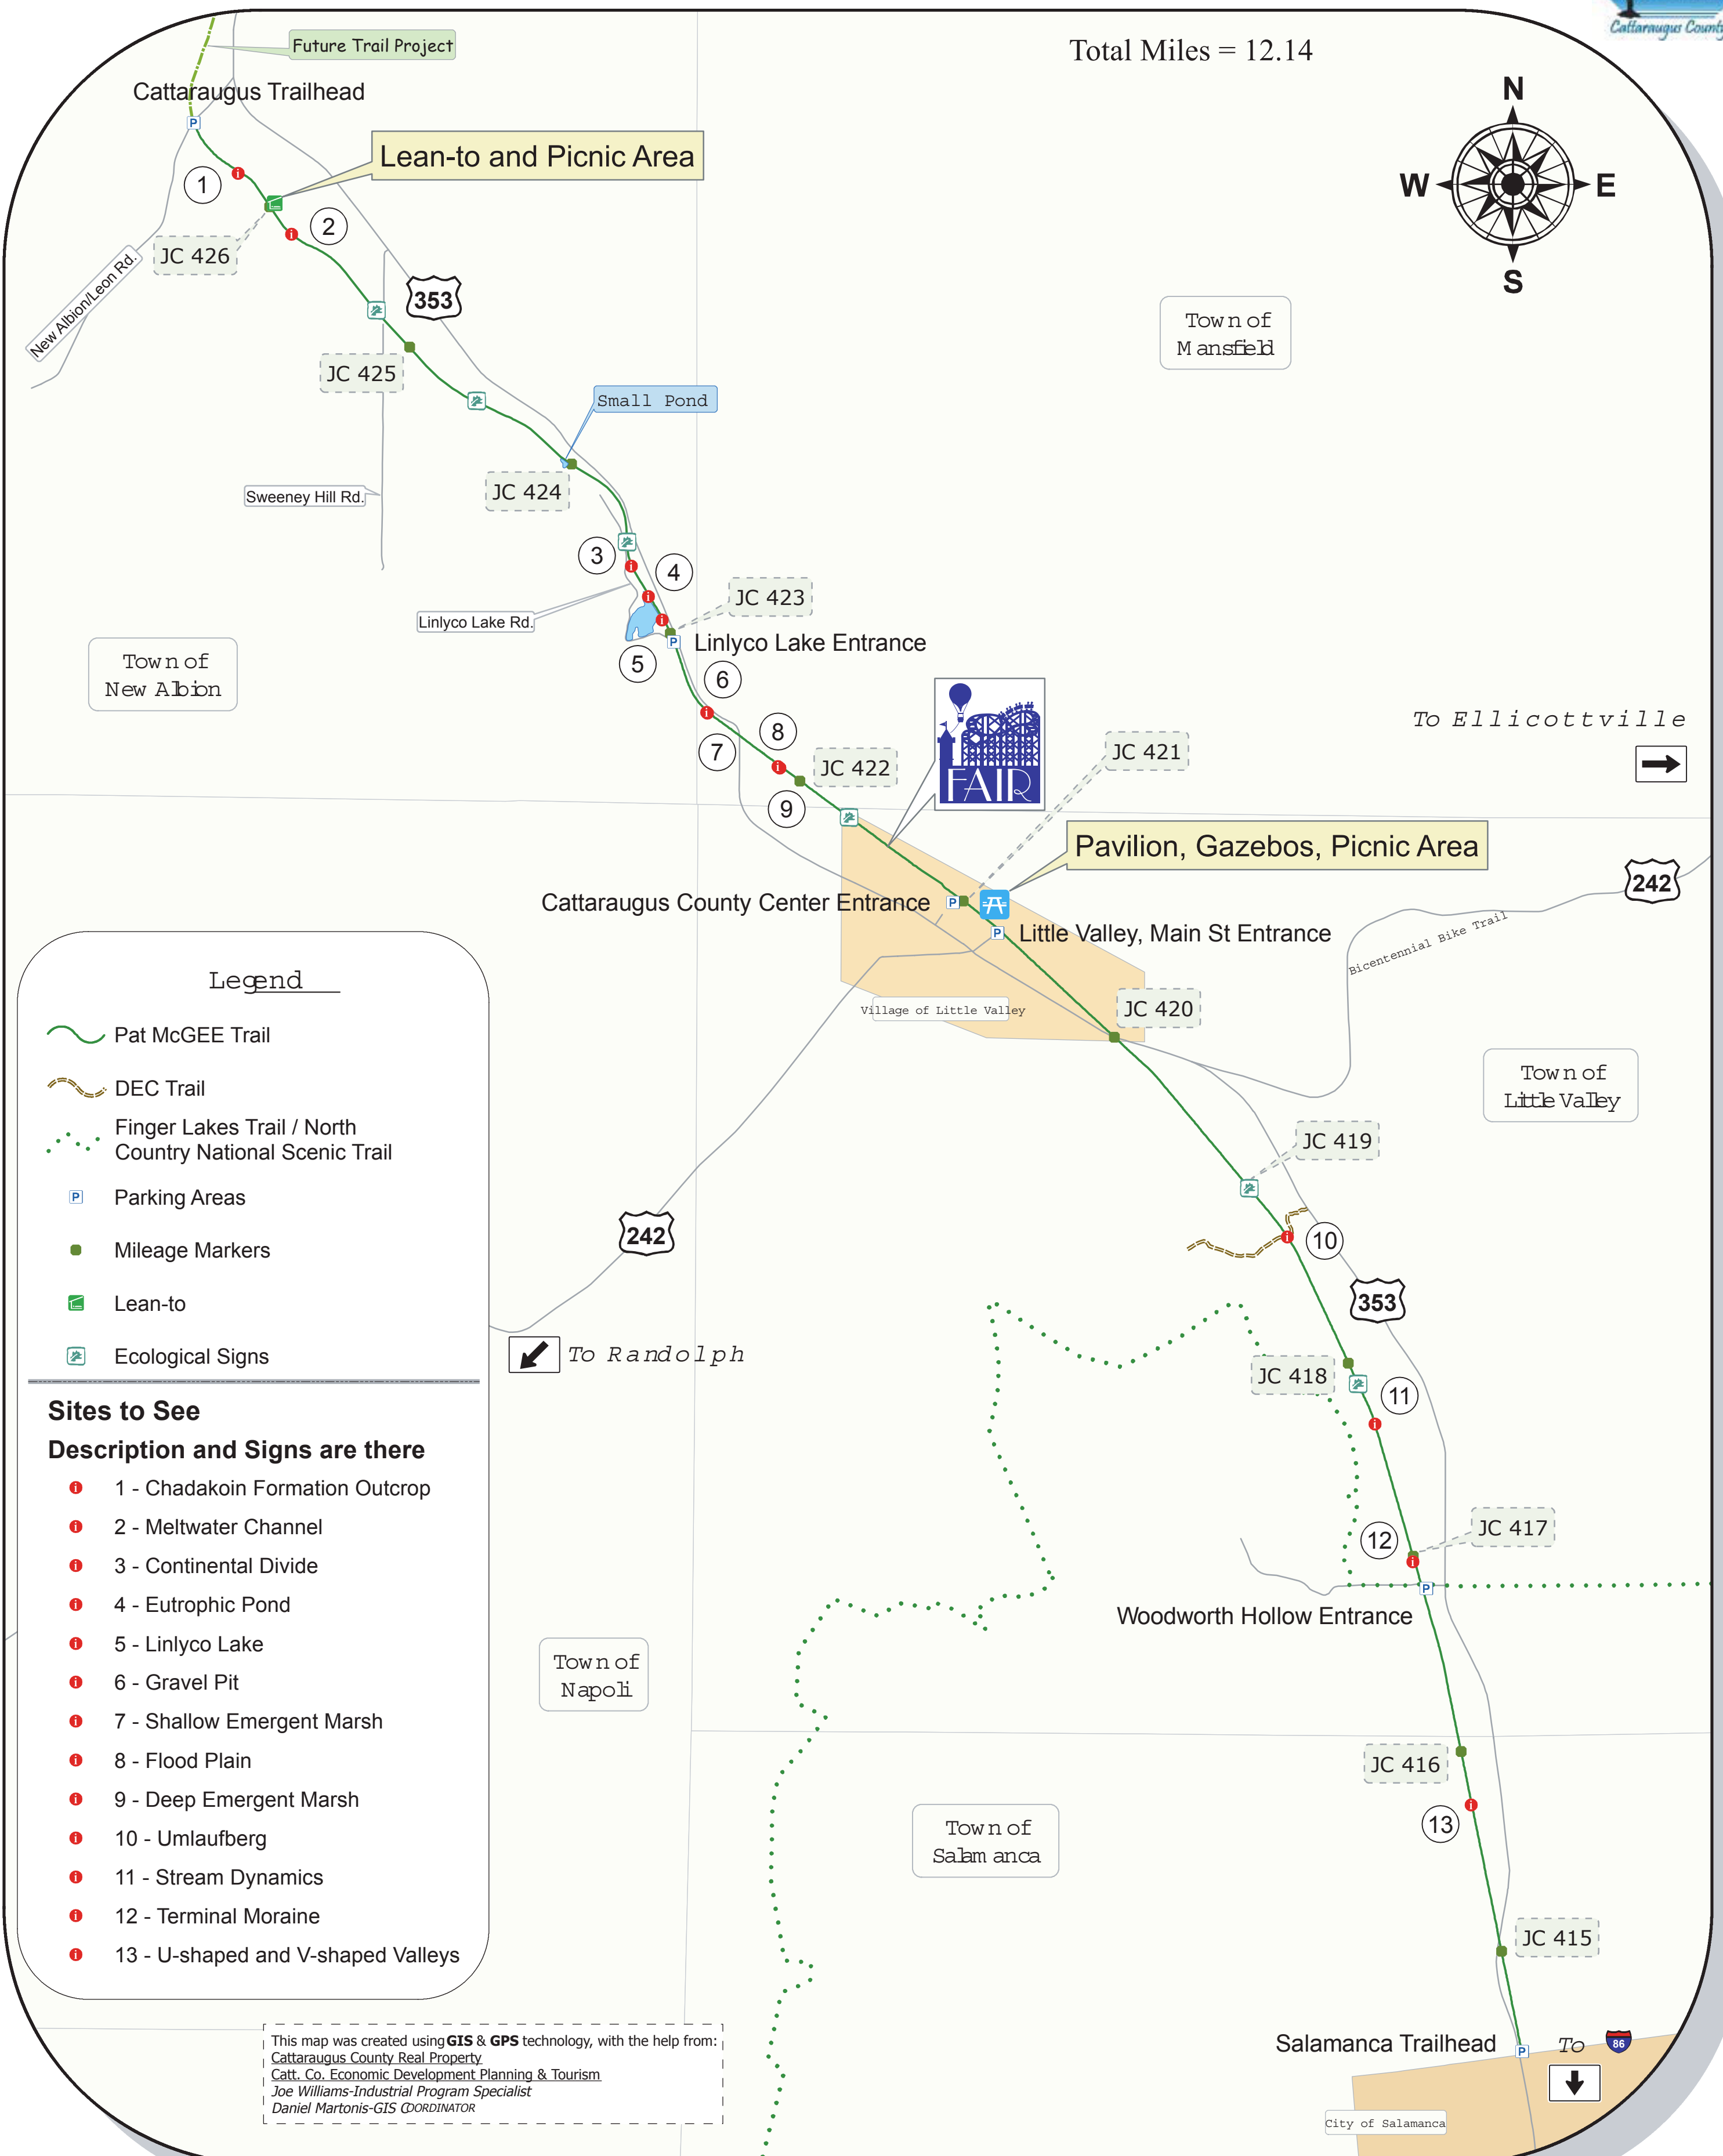 Cattaraugus County
Future Trail Project
Total Miles = 12.14
Cattaraugus Trailhead
P
N
W
E
S
Lean-to and Picnic Area
1
2
JC 426
New Albion/Leon Rd.
353
Town of
Mansfield
JC 425
Small Pond
Sweeney Hill Rd.
JC 424
3
4
JC 423
Linlyco Lake Rd.
P
Linlyco Lake Entrance
5
6
Town of
New Albion
7
8
JC 422
9
FAIR
JC 421
To Ellicottville
Pavilion, Gazebos, Picnic Area
242
Cattaraugus County Center Entrance
P
P
Little Valley, Main St Entrance
Bicentennial Bike Trail
Village of Little Valley
JC 420
Town of
Little Valley
JC 419
10
242
353
To Randolph
JC 418
11
12
JC 417
P
Woodworth Hollow Entrance
Town of
Napoli
JC 416
13
Town of
Salamanca
JC 415
Salamanca Trailhead
P
To
86
City of Salamanca
Legend
Pat McGEE Trail
DEC Trail
Finger Lakes Trail / North
Country National Scenic Trail
P Parking Areas
Mileage Markers
Lean-to
Ecological Signs
Sites to See
Description and Signs are there
i 1 - Chadakoin Formation Outcrop
i 2 - Meltwater Channel
i 3 - Continental Divide
i 4 - Eutrophic Pond
i 5 - Linlyco Lake
i 6 - Gravel Pit
i 7 - Shallow Emergent Marsh
i 8 - Flood Plain
i 9 - Deep Emergent Marsh
i 10 - Umlaufberg
i 11 - Stream Dynamics
i 12 - Terminal Moraine
i 13 - U-shaped and V-shaped Valleys
This map was created using GIS & GPS technology, with the help from:
Cattaraugus County Real Property
Catt. Co. Economic Development Planning & Tourism
Joe Williams-Industrial Program Specialist
Daniel Martonis-GIS COORDINATOR